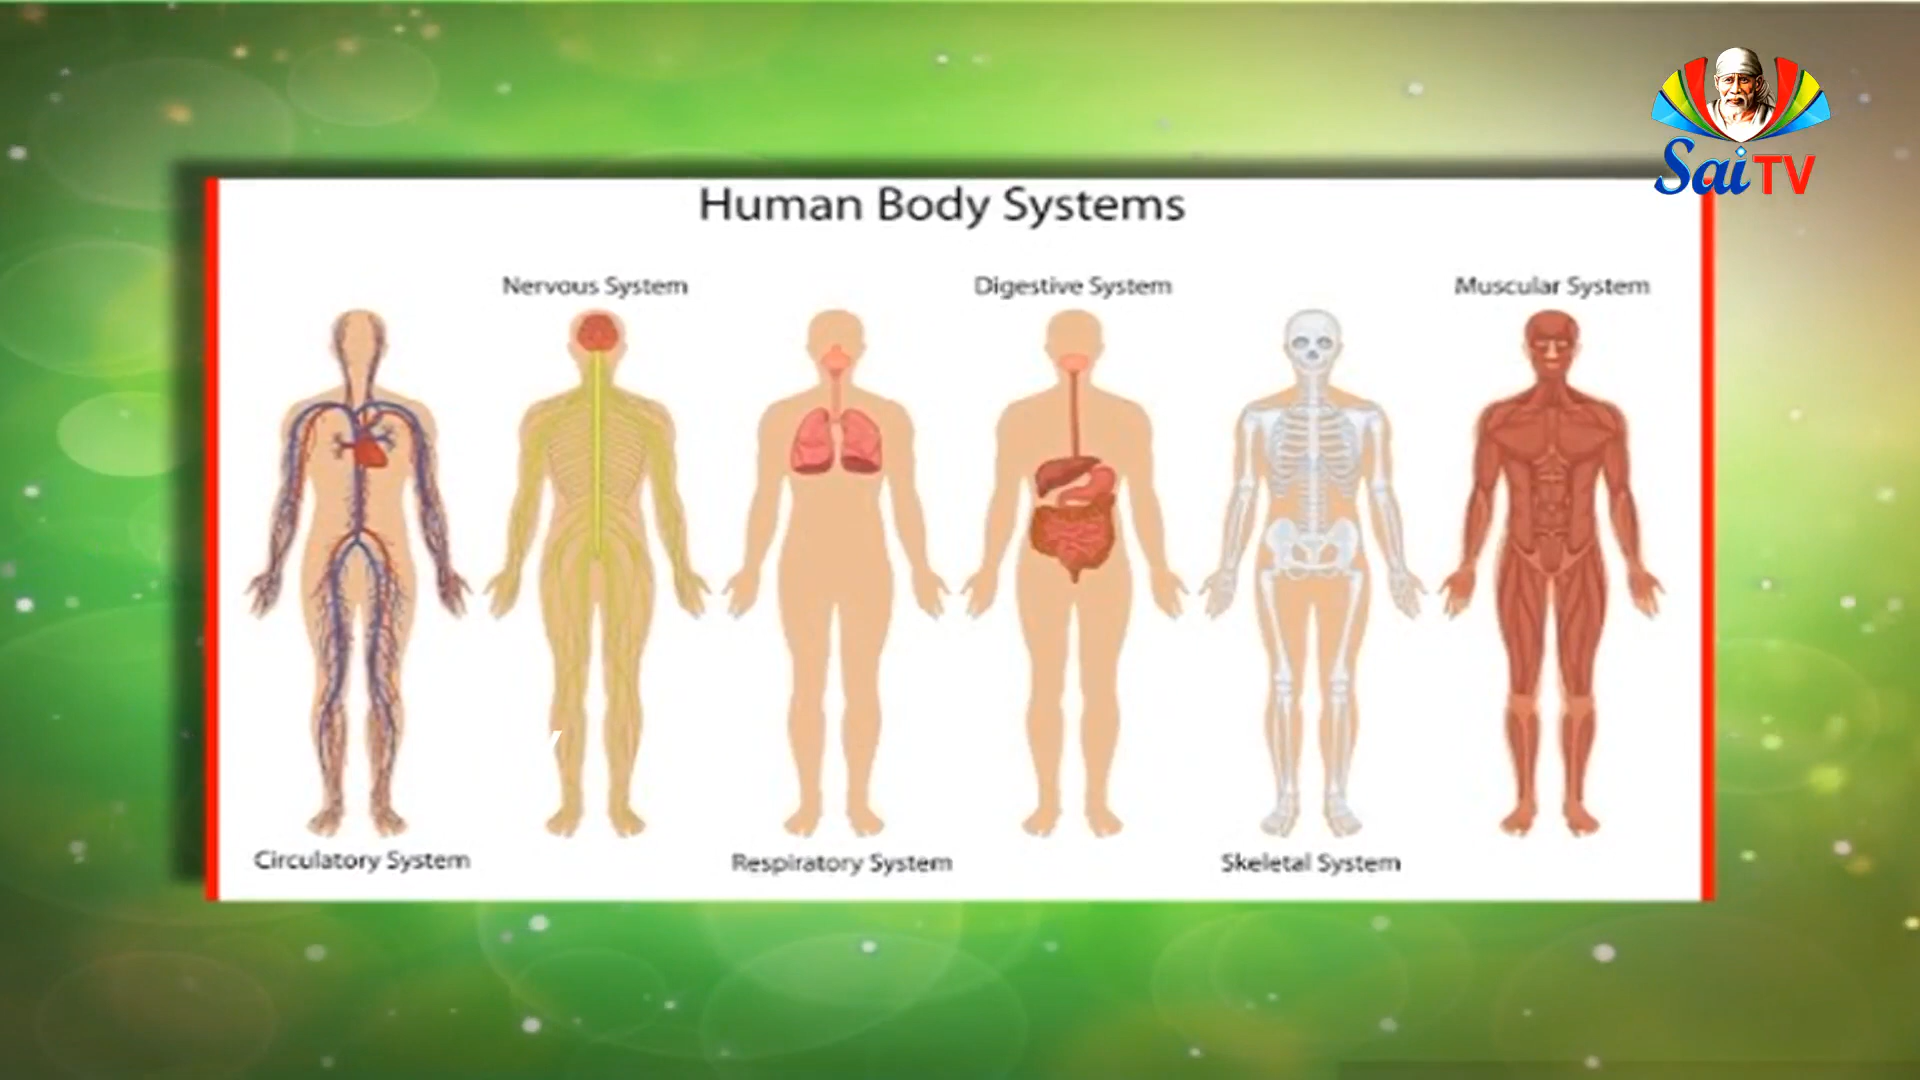 Sai TV
Human Body Systems
Nervous System
Digestive System
Muscular System
Circulatory System
Respiratory System
Skeletal System